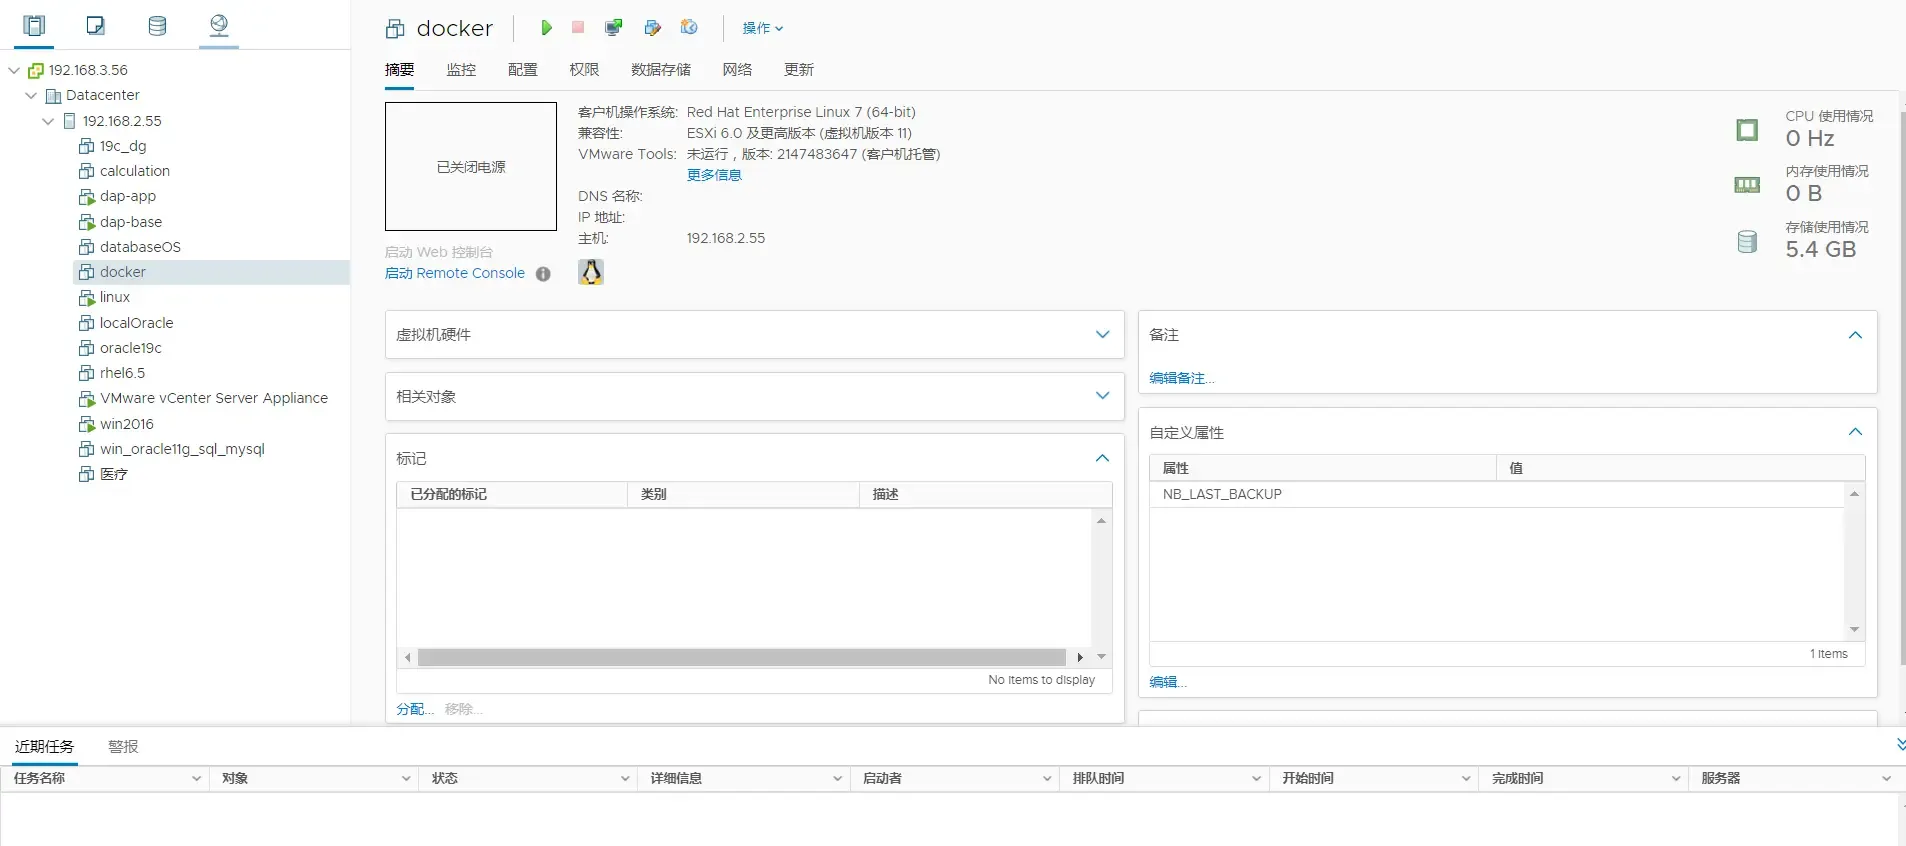 192.168.3.56
Datacenter
192.168.2.55
19c_dg
calculation
dap-app
dap-base
databaseOS
docker
linux
localOracle
oracle19c
rhel6.5
VMware vCenter Server Appliance
win2016
win_oracle11g_sql_mysql
医疗
docker
操作
摘要 监控 配置 权限 数据存储 网络 更新
已关闭电源
启动 Web 控制台
启动 Remote Console
客户机操作系统: Red Hat Enterprise Linux 7 (64-bit)
兼容性: ESXi 6.0 及更高版本 (虚拟机版本 11)
VMware Tools: 未运行，版本: 2147483647 (客户机托管)
更多信息
DNS 名称:
IP 地址:
主机: 192.168.2.55
CPU 使用情况
0 Hz
内存使用情况
0 B
存储使用情况
5.4 GB
虚拟机硬件
相关对象
标记
已分配的标记 类别 描述
No items to display
分配... 移除...
备注
编辑备注...
自定义属性
属性 值
NB_LAST_BACKUP
1 items
编辑...
近期任务 警报
任务名称 对象 状态 详细信息 启动者 排队时间 开始时间 完成时间 服务器